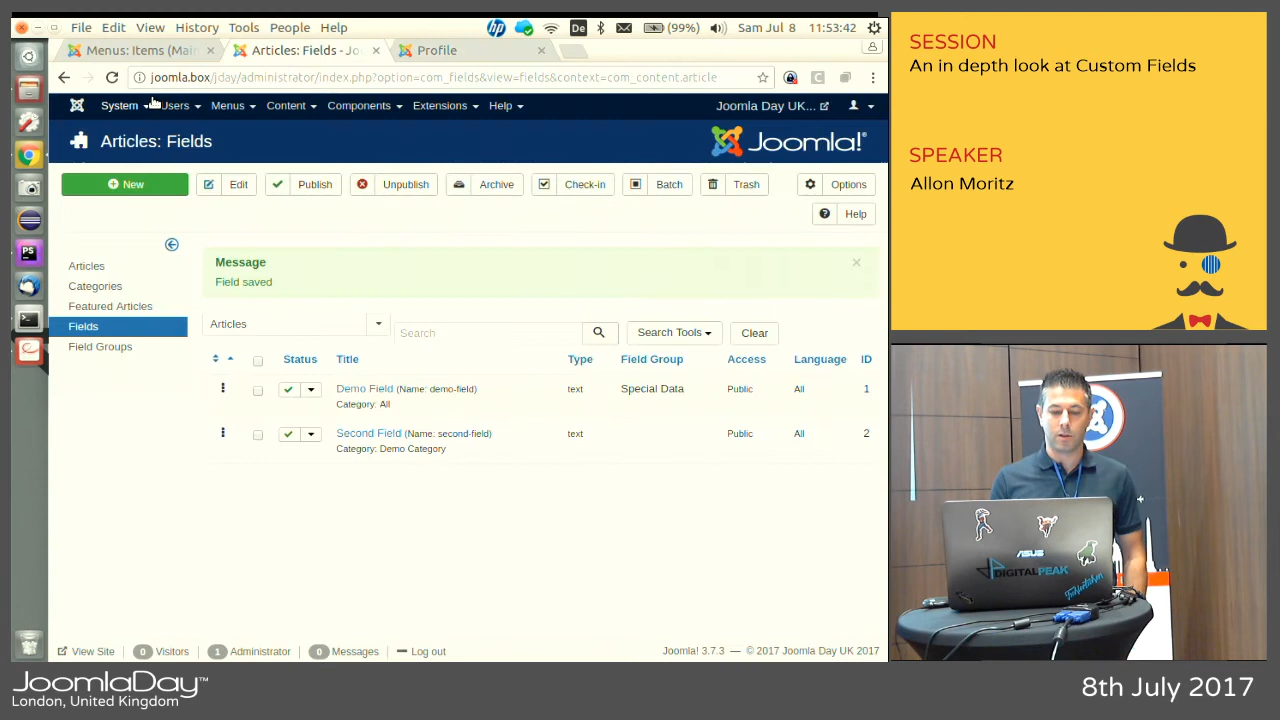 File Edit View History Tools People Help
De (99%) Sam Jul 8 11:53:42
Menus: Items (Main
Articles: Fields - Jo
Profile
joomla.box/jday/administrator/index.php?option=com_fields&view=fields&context=com_content.article
System Users Menus Content Components Extensions Help Joomla Day UK...
Articles: Fields
Joomla!®
New Edit Publish Unpublish Archive Check-in Batch Trash Options
Help
Articles
Categories
Featured Articles
Fields
Field Groups
Message
Field saved
Articles Search Search Tools Clear
Status Title Type Field Group Access Language ID
Demo Field (Name: demo-field) text Special Data Public All 1
Category: All
Second Field (Name: second-field) text Public All 2
Category: Demo Category
View Site 0 Visitors 1 Administrator 0 Messages Log out
Joomla! 3.7.3 — © 2017 Joomla Day UK 2017
SESSION
An in depth look at Custom Fields
SPEAKER
Allon Moritz
ASUS
DIGITALPEAK
JoomlaDay™
London, United Kingdom
8th July 2017